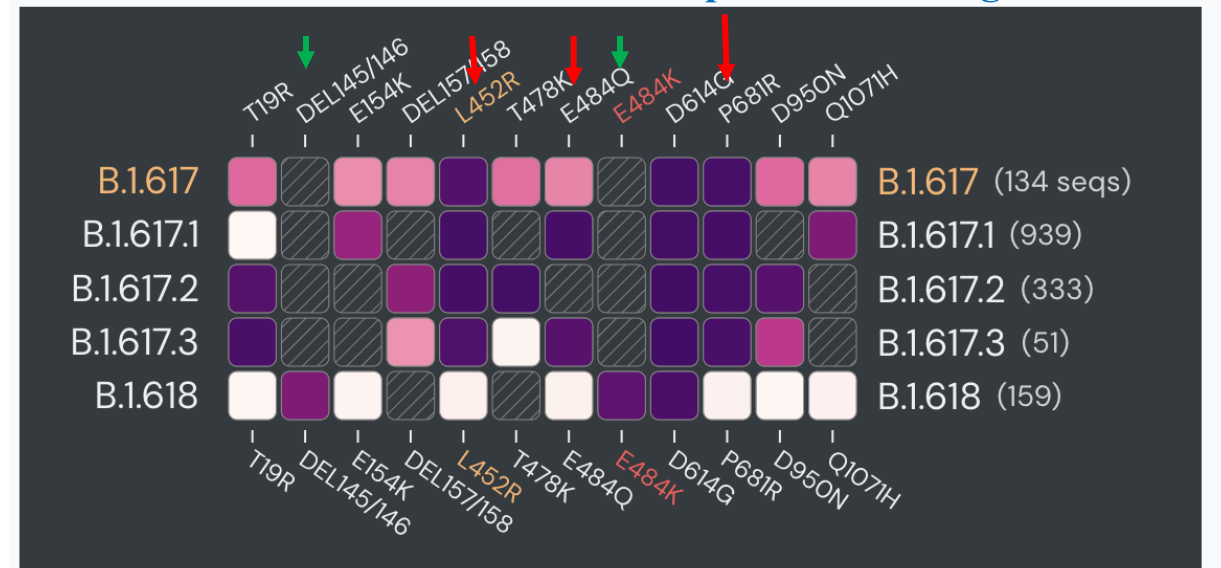 T19R DEL145/146 E154K DEL157/158 L452R T478K E484Q E484K D614G P681R D950N Q1071H
B.1.617 B.1.617 (134 seqs)
B.1.617.1 B.1.617.1 (939)
B.1.617.2 B.1.617.2 (333)
B.1.617.3 B.1.617.3 (51)
B.1.618 B.1.618 (159)
T19R DEL145/146 E154K DEL157/158 L452R T478K E484Q E484K D614G P681R D950N Q1071H